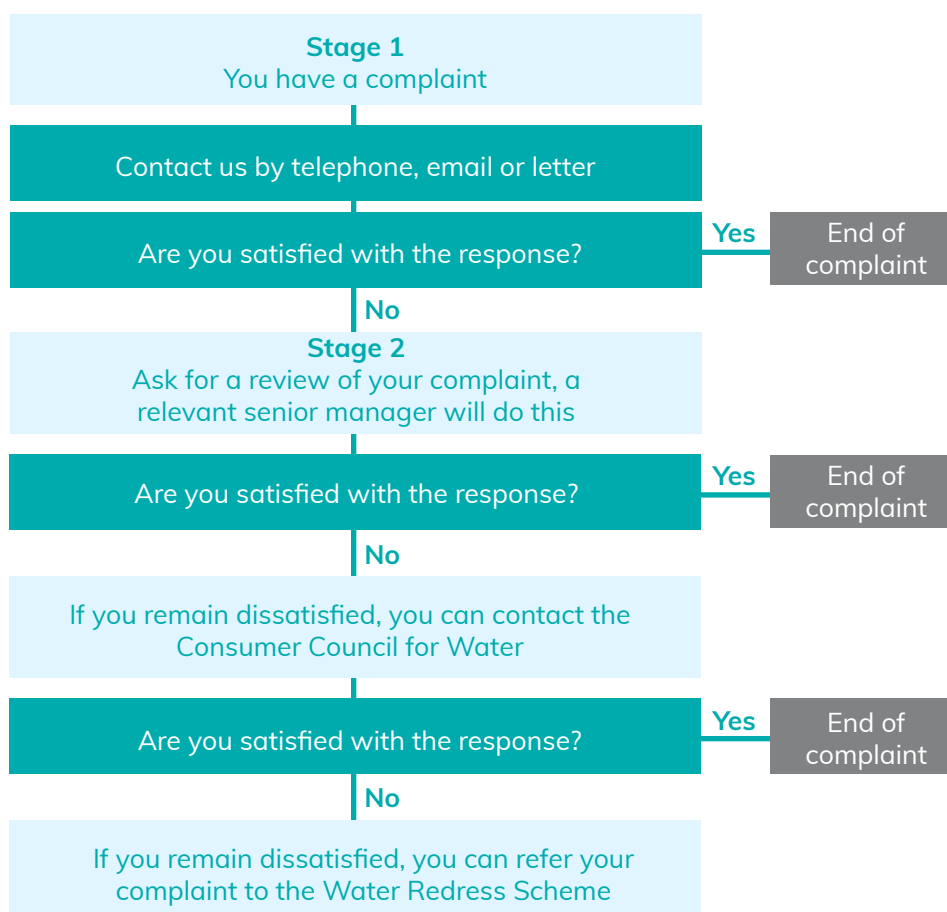 Stage 1
You have a complaint
Contact us by telephone, email or letter
Are you satisfied with the response?
Yes
End of
complaint
No
Stage 2
Ask for a review of your complaint, a
relevant senior manager will do this
Are you satisfied with the response?
Yes
End of
complaint
No
If you remain dissatisfied, you can contact the
Consumer Council for Water
Are you satisfied with the response?
Yes
End of
complaint
No
If you remain dissatisfied, you can refer your
complaint to the Water Redress Scheme